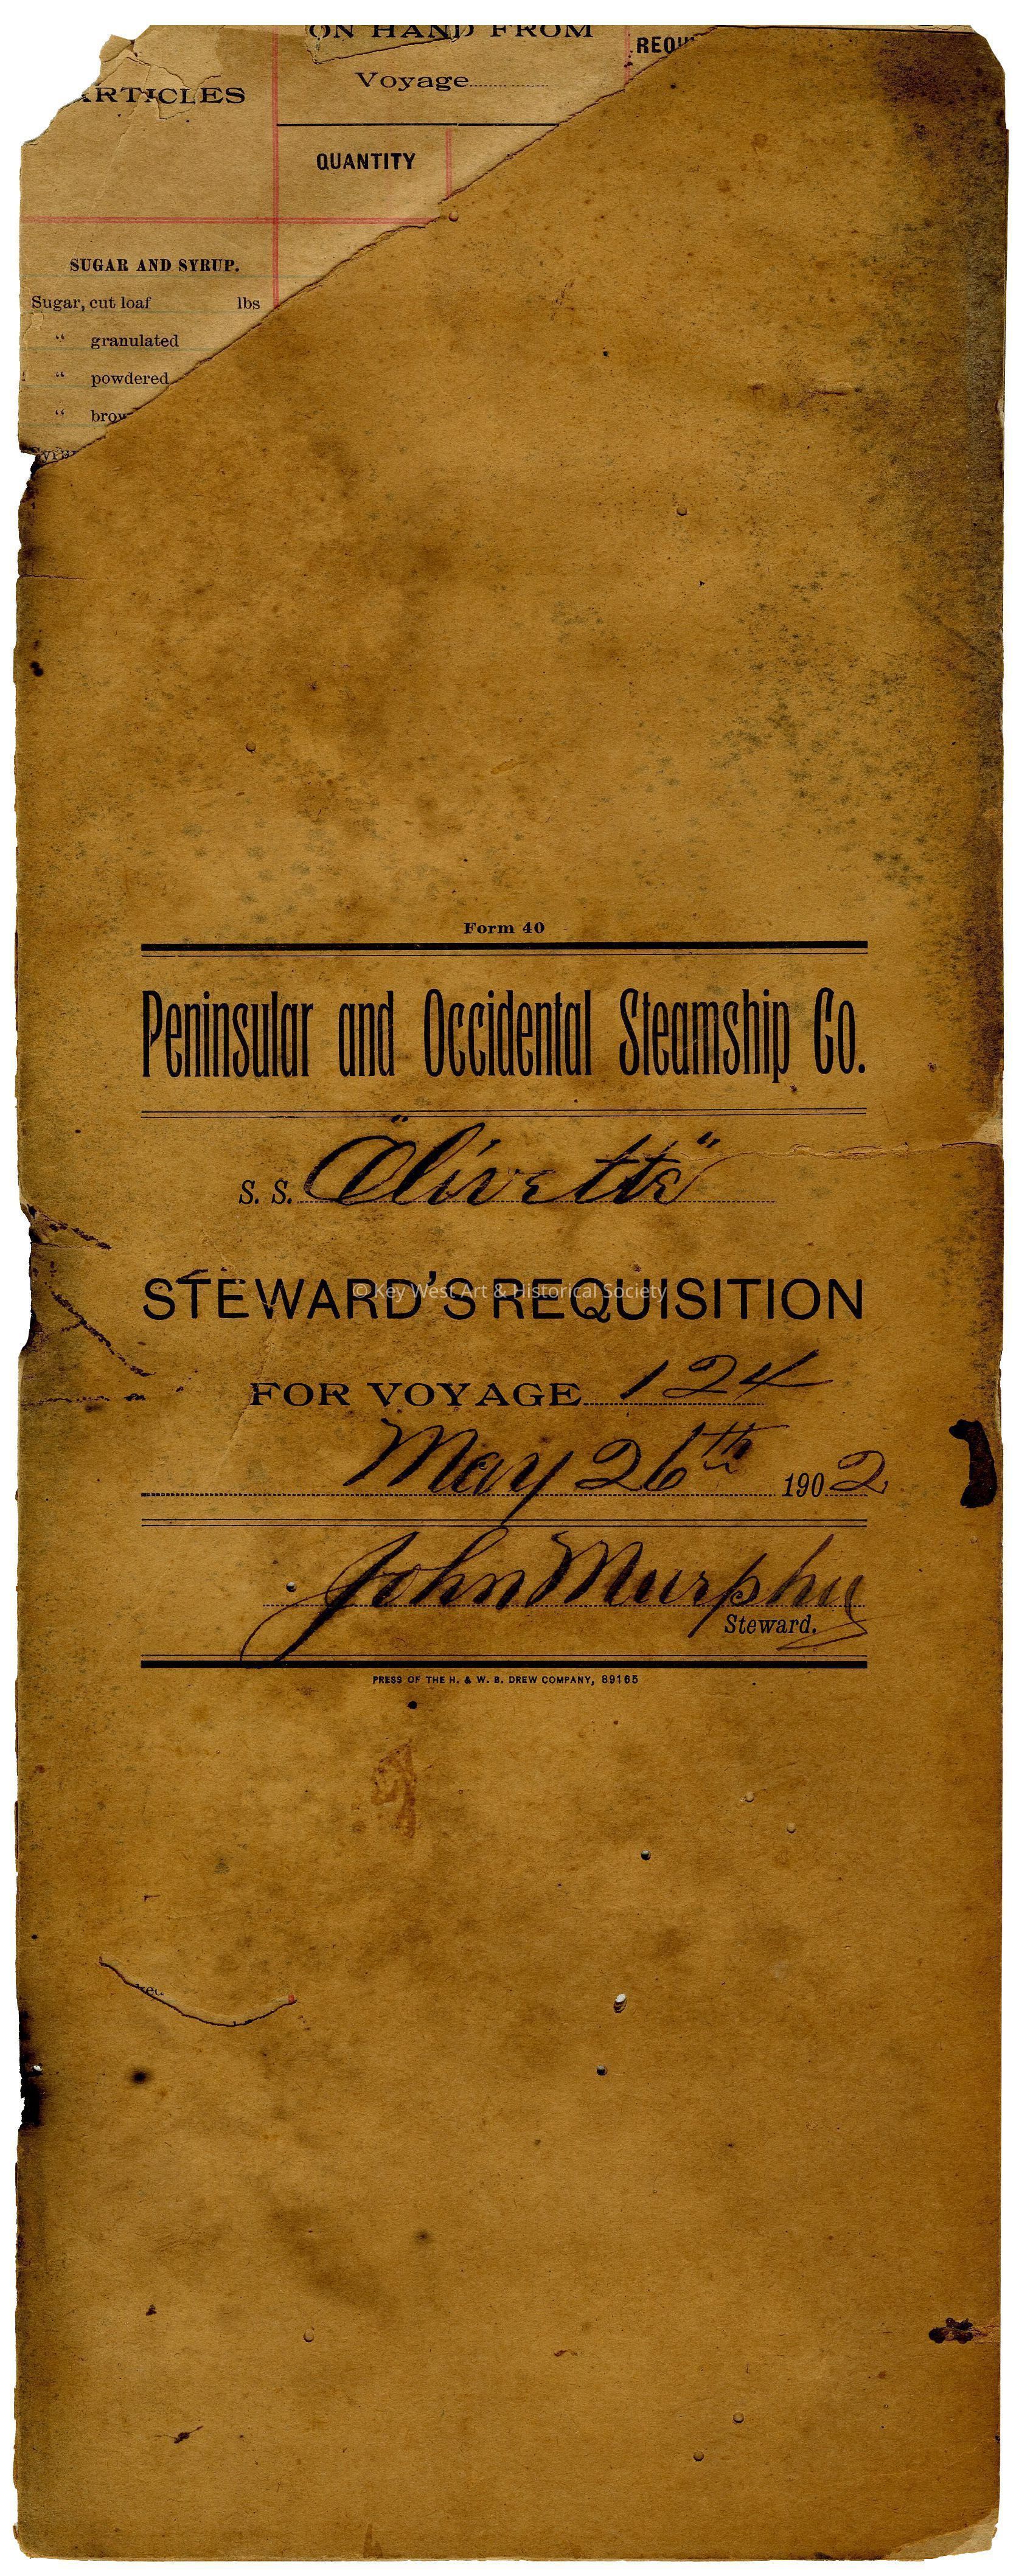 ON HAND FROM
Voyage
ARTICLES
QUANTITY
SUGAR AND SYRUP.
Sugar, cut loaf lbs
“ granulated
“ powdered
“
Form 40
Peninsular and Occidental Steamship Co.
S. S. "Olivette"
STEWARD'S REQUISITION
© Key West Art & Historical Society
FOR VOYAGE 124
May 26th 1902
John Murphy
Steward.
PRESS OF THE H. & W. B. DREW COMPANY, 89165